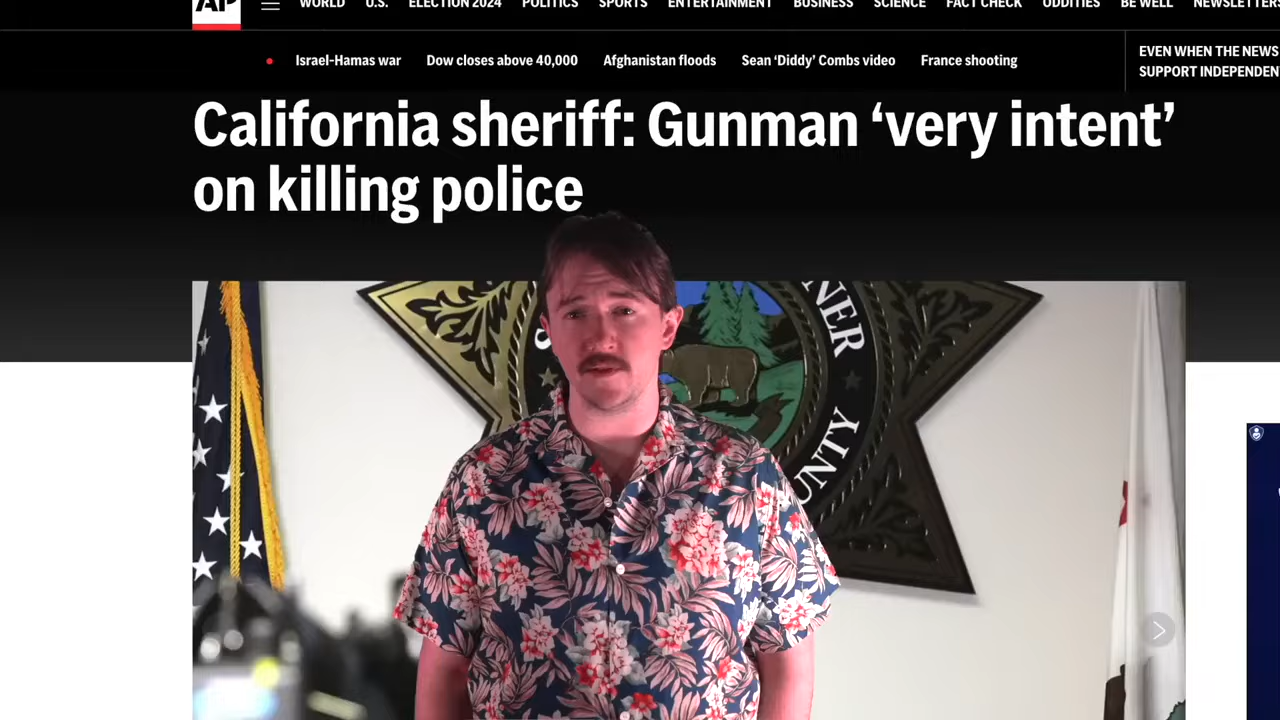 AP
WORLD U.S. ELECTION 2024 POLITICS SPORTS ENTERTAINMENT BUSINESS SCIENCE FACT CHECK ODDITIES BE WELL NEWSLETTERS
Israel-Hamas war Dow closes above 40,000 Afghanistan floods Sean ‘Diddy’ Combs video France shooting
EVEN WHEN THE NEWS
SUPPORT INDEPENDEN
California sheriff: Gunman ‘very intent’
on killing police
NER
UNTY